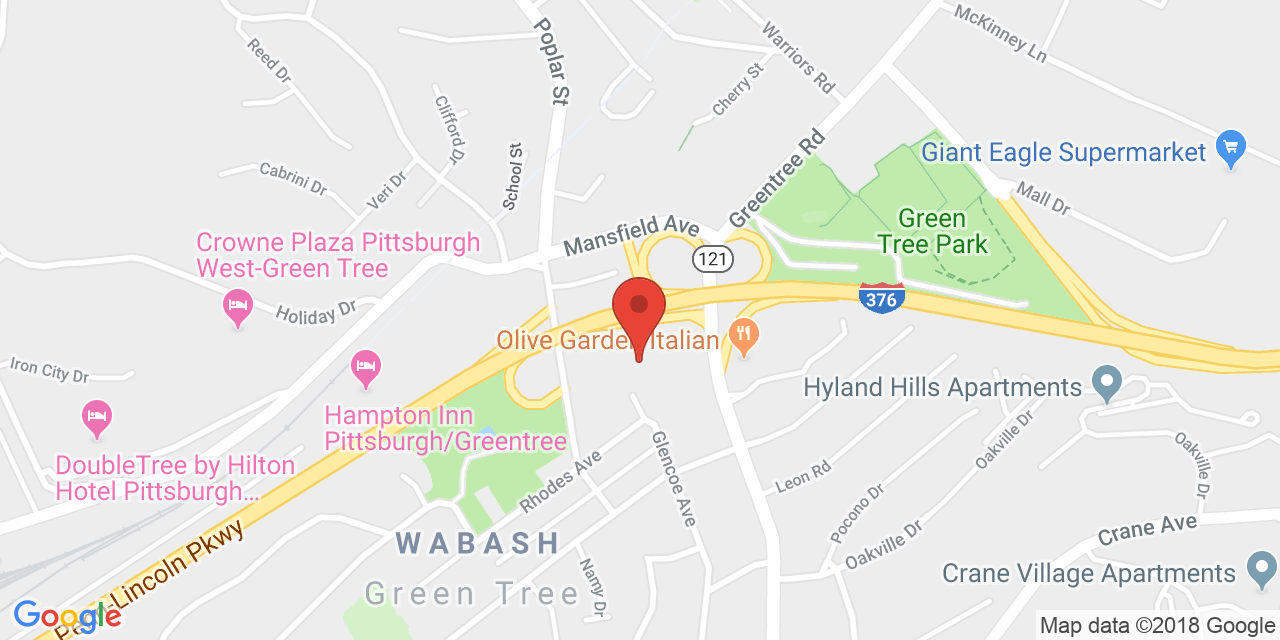 McKinney Ln
Poplar St
Warriors Rd
Reed Dr
Cherry St
Clifford Dr
Greentree Rd
Giant Eagle Supermarket
School St
Cabrini Dr
Veri Dr
Mall Dr
Green
Tree Park
Mansfield Ave
Crowne Plaza Pittsburgh
West-Green Tree
121
376
Holiday Dr
Olive Garden Italian
Iron City Dr
Hyland Hills Apartments
Hampton Inn
Pittsburgh/Greentree
DoubleTree by Hilton
Hotel Pittsburgh...
Glencoe Ave
Oakville Dr
Oakville Dr
Rhodes Ave
Leon Rd
Pocono Dr
Crane Ave
WABASH
Oakville Dr
-Lincoln Pkwy
Green Tree
Namy Dr
Crane Village Apartments
Google
Map data ©2018 Google